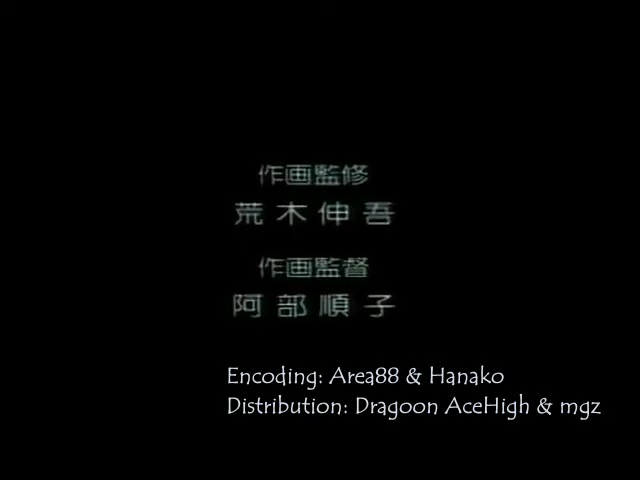 作画監修
荒木伸吾
作画監督
阿部順子
Encoding: Area88 & Hanako
Distribution: Dragoon AceHigh & mgz